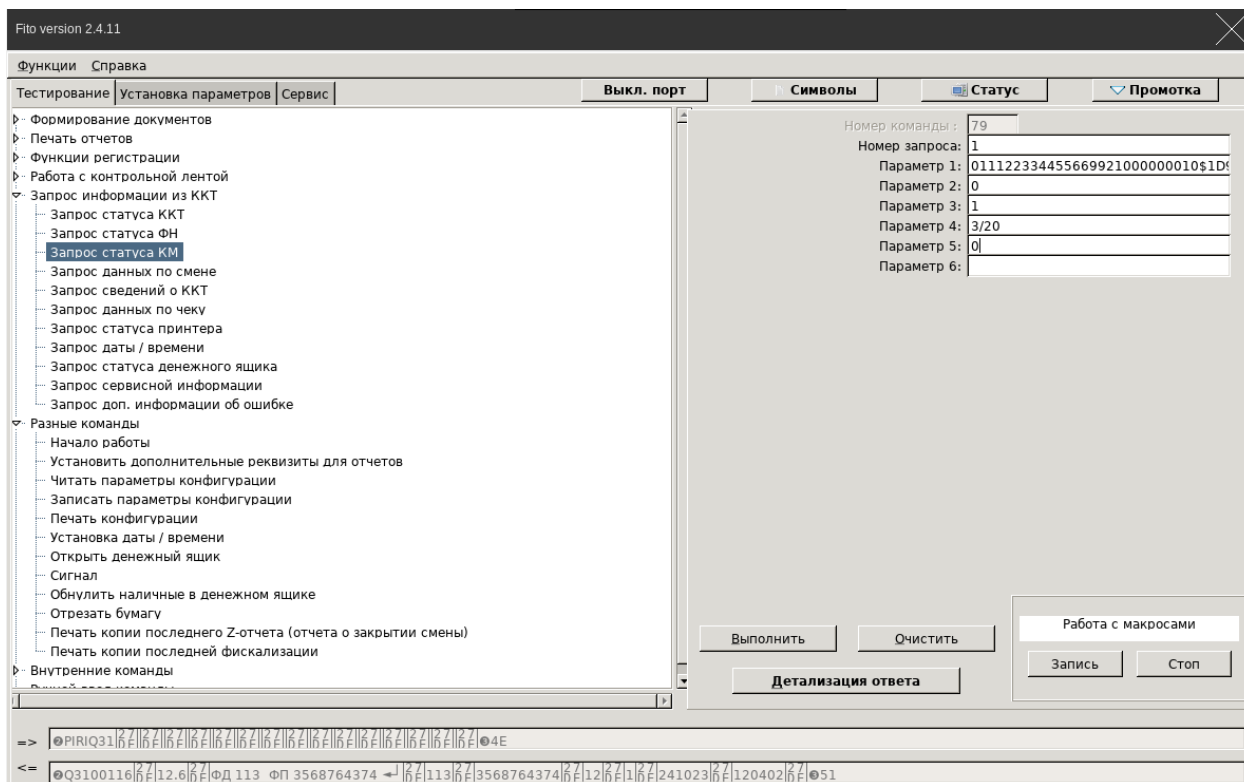 Fito version 2.4.11
Функции Справка
Тестирование Установка параметров Сервис Выкл. порт Символы Статус Промотка
Формирование документов
Печать отчетов
Функции регистрации
Работа с контрольной лентой
Запрос информации из ККТ
Запрос статуса ККТ
Запрос статуса ФН
Запрос статуса КМ
Запрос данных по смене
Запрос сведений о ККТ
Запрос данных по чеку
Запрос статуса принтера
Запрос даты / времени
Запрос статуса денежного ящика
Запрос сервисной информации
Запрос доп. информации об ошибке
Разные команды
Начало работы
Установить дополнительные реквизиты для отчетов
Читать параметры конфигурации
Записать параметры конфигурации
Печать конфигурации
Установка даты / времени
Открыть денежный ящик
Сигнал
Обнулить наличные в денежном ящике
Отрезать бумагу
Печать копии последнего Z-отчета (отчета о закрытии смены)
Печать копии последней фискализации
Внутренние команды
Номер команды : 79
Номер запроса: 1
Параметр 1: 01112233445566992100000001​0$1D
Параметр 2: 0
Параметр 3: 1
Параметр 4: 3/20
Параметр 5: 0
Параметр 6:
Выполнить Очистить
Детализация ответа
Работа с макросами
Запись Стоп
=> ❷PIRIQ31 ❸4E
<= ❷Q3100116 12.6 ФД 113 ФП 3568764374 ↵ 113 3568764374 12 1 241023 120402 ❸51